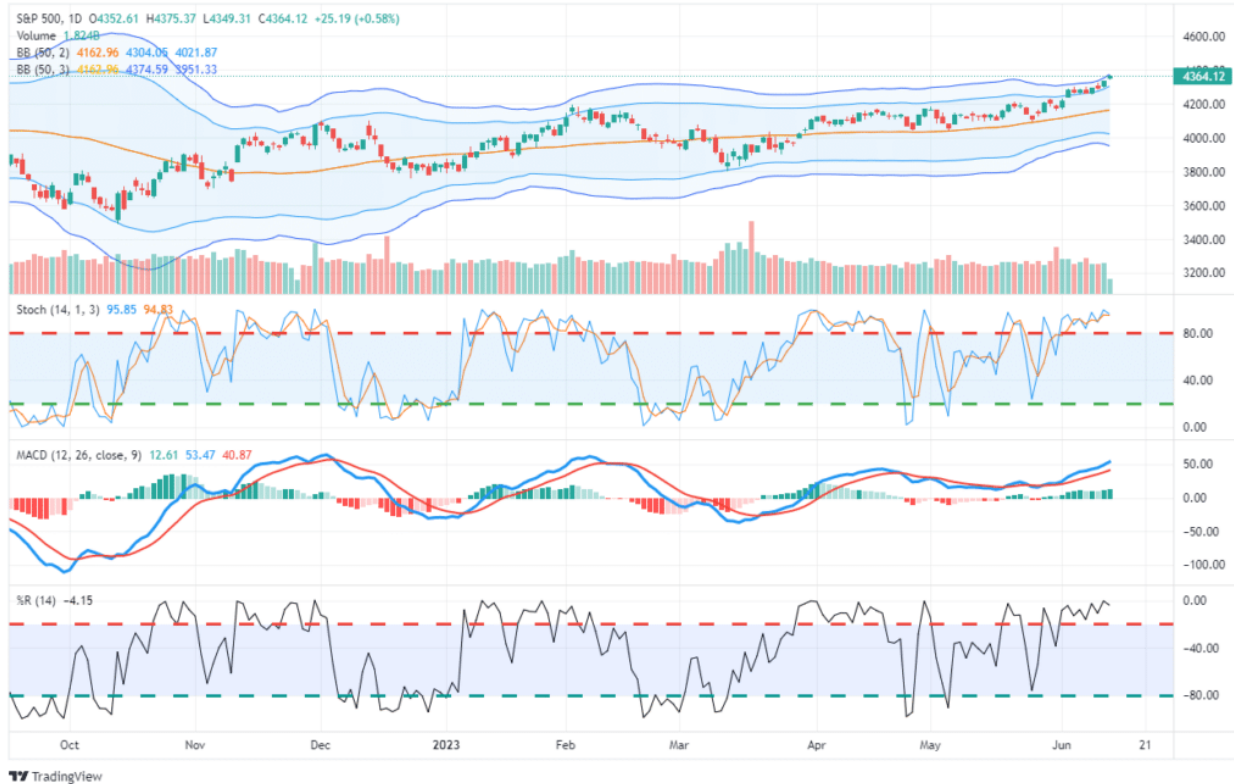 S&P 500, 1D O4352.61 H4375.37 L4349.31 C4364.12 +25.19 (+0.58%)
Volume 1.824B
BB (50, 2) 4162.96 4304.05 4021.87
BB (50, 3) 4162.96 4374.59 3951.33
4600.00
4400.00
4364.12
4200.00
4000.00
3800.00
3600.00
3400.00
3200.00
Stoch (14, 1, 3) 95.85 94.83
80.00
40.00
0.00
MACD (12, 26, close, 9) 12.61 53.47 40.87
50.00
0.00
−50.00
−100.00
%R (14) −4.15
0.00
−40.00
−80.00
Oct Nov Dec 2023 Feb Mar Apr May Jun 21
TradingView